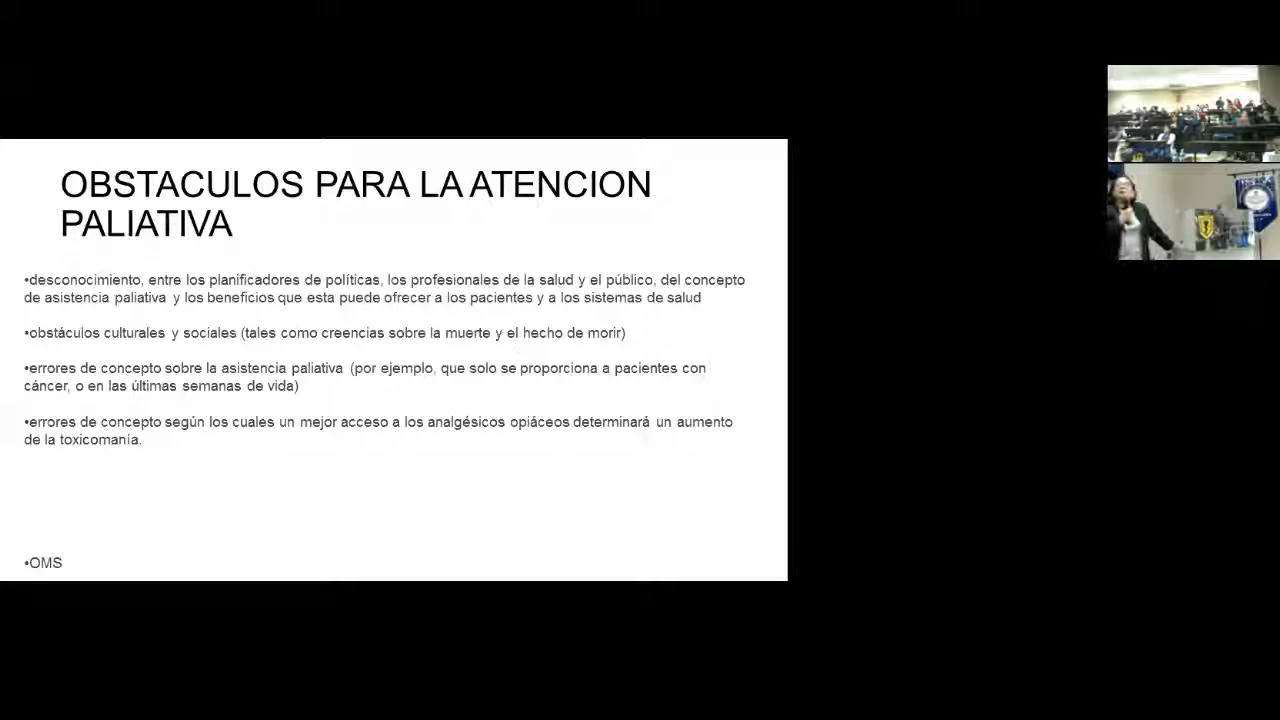 OBSTACULOS PARA LA ATENCION
PALIATIVA
•desconocimiento, entre los planificadores de políticas, los profesionales de la salud y el público, del concepto
de asistencia paliativa y los beneficios que esta puede ofrecer a los pacientes y a los sistemas de salud
•obstáculos culturales y sociales (tales como creencias sobre la muerte y el hecho de morir)
•errores de concepto sobre la asistencia paliativa (por ejemplo, que solo se proporciona a pacientes con
cáncer, o en las últimas semanas de vida)
•errores de concepto según los cuales un mejor acceso a los analgésicos opiáceos determinará un aumento
de la toxicomanía.
•OMS